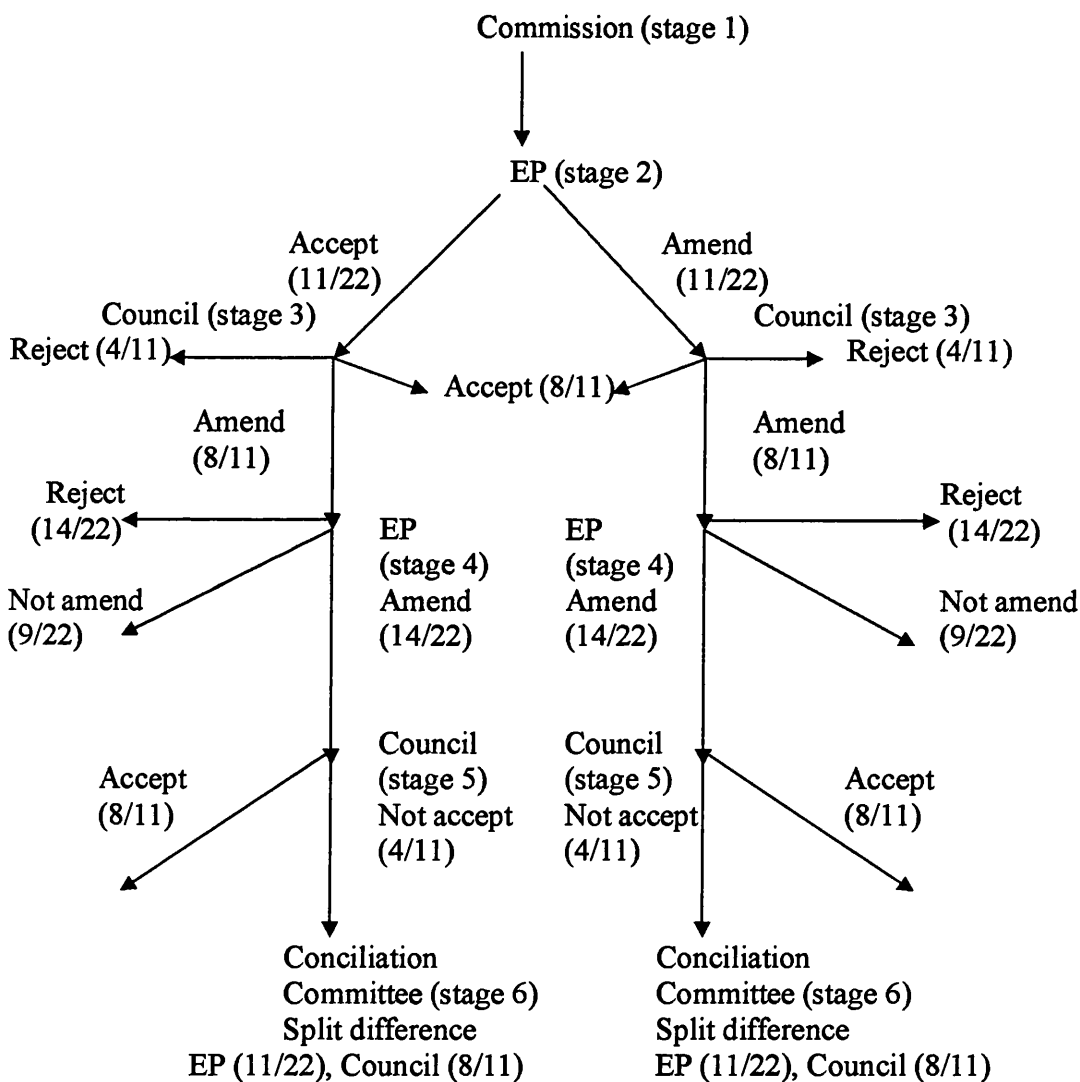 Commission (stage 1)
EP (stage 2)
Accept
(11/22)
Amend
(11/22)
Council (stage 3)
Reject (4/11)
Council (stage 3)
Reject (4/11)
Accept (8/11)
Amend
(8/11)
Amend
(8/11)
Reject
(14/22)
EP
(stage 4)
Amend
(14/22)
EP
(stage 4)
Amend
(14/22)
Reject
(14/22)
Not amend
(9/22)
Not amend
(9/22)
Accept
(8/11)
Council
(stage 5)
Not accept
(4/11)
Council
(stage 5)
Not accept
(4/11)
Accept
(8/11)
Conciliation
Committee (stage 6)
Split difference
EP (11/22), Council (8/11)
Conciliation
Committee (stage 6)
Split difference
EP (11/22), Council (8/11)